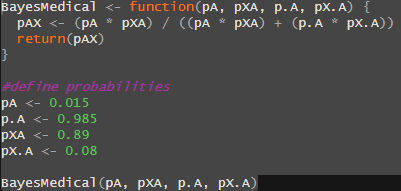 BayesMedical <- function(pA, pXA, p.A, pX.A) {
  pAX <- (pA * pXA) / ((pA * pXA) + (p.A * pX.A))
  return(pAX)
}
#define probabilities
pA <- 0.015
p.A <- 0.985
pXA <- 0.89
pX.A <- 0.08
BayesMedical(pA, pXA, p.A, pX.A)